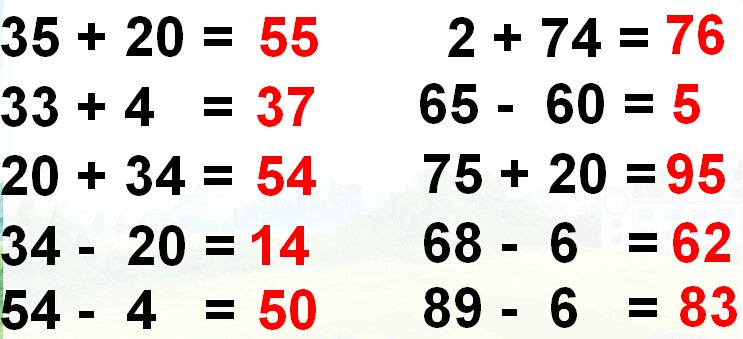 35 + 20 = 55
33 + 4 = 37
20 + 34 = 54
34 - 20 = 14
54 - 4 = 50
2 + 74 = 76
65 - 60 = 5
75 + 20 = 95
68 - 6 = 62
89 - 6 = 83